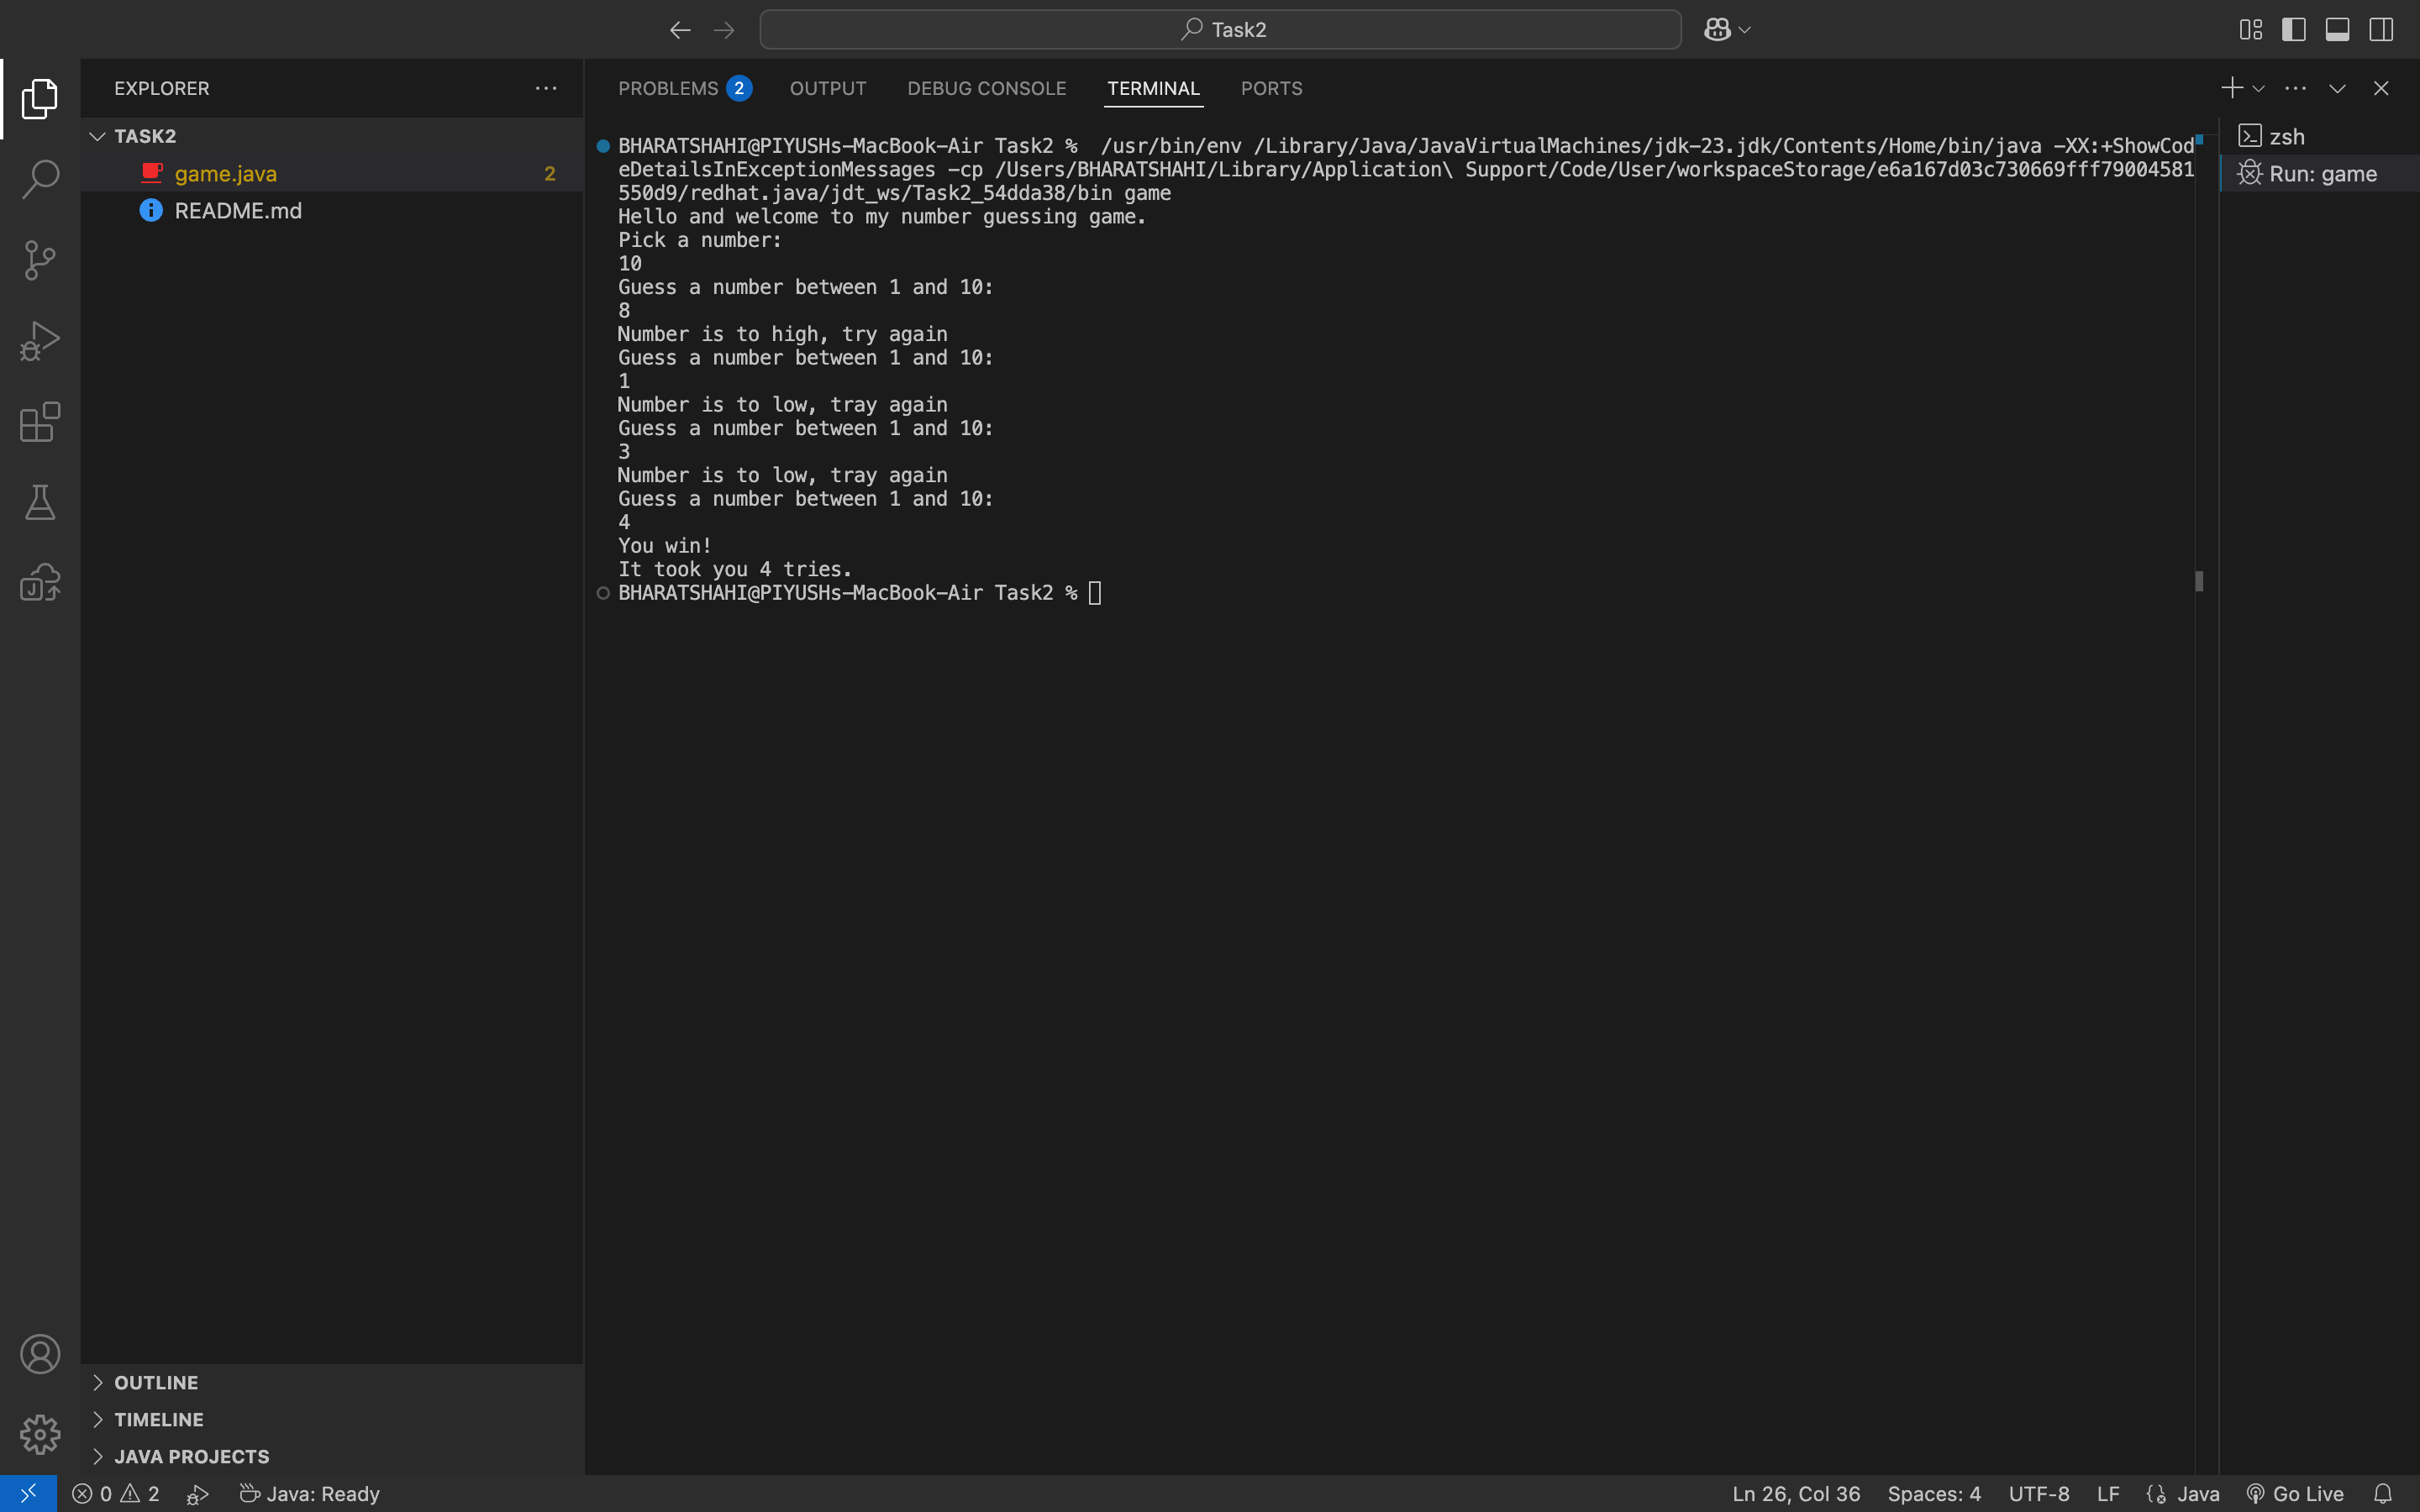 Task2
EXPLORER
TASK2
game.java 2
README.md
OUTLINE
TIMELINE
JAVA PROJECTS
PROBLEMS 2 OUTPUT DEBUG CONSOLE TERMINAL PORTS
BHARATSHAHI@PIYUSHs-MacBook-Air Task2 %  /usr/bin/env /Library/Java/JavaVirtualMachines/jdk-23.jdk/Contents/Home/bin/java -XX:+ShowCod
eDetailsInExceptionMessages -cp /Users/BHARATSHAHI/Library/Application\ Support/Code/User/workspaceStorage/e6a167d03c730669fff79004581
550d9/redhat.java/jdt_ws/Task2_54dda38/bin game
Hello and welcome to my number guessing game.
Pick a number:
10
Guess a number between 1 and 10:
8
Number is to high, try again
Guess a number between 1 and 10:
1
Number is to low, tray again
Guess a number between 1 and 10:
3
Number is to low, tray again
Guess a number between 1 and 10:
4
You win!
It took you 4 tries.
BHARATSHAHI@PIYUSHs-MacBook-Air Task2 %
zsh
Run: game
0 2 Java: Ready
Ln 26, Col 36 Spaces: 4 UTF-8 LF Java Go Live